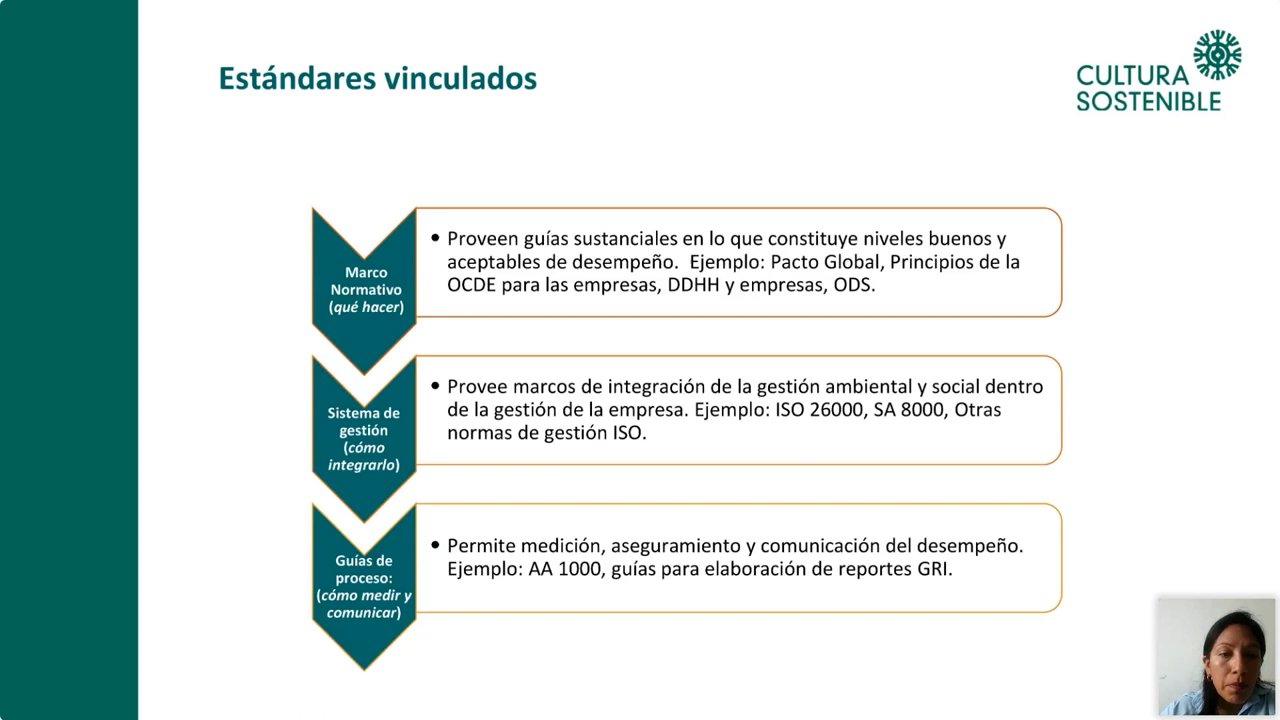 Estándares vinculados
CULTURA
SOSTENIBLE
Marco
Normativo
(qué hacer)
• Proveen guías sustanciales en lo que constituye niveles buenos y
aceptables de desempeño.  Ejemplo: Pacto Global, Principios de la
OCDE para las empresas, DDHH y empresas, ODS.
Sistema de
gestión
(cómo
integrarlo)
• Provee marcos de integración de la gestión ambiental y social dentro
de la gestión de la empresa. Ejemplo: ISO 26000, SA 8000, Otras
normas de gestión ISO.
Guías de
proceso:
(cómo medir y
comunicar)
• Permite medición, aseguramiento y comunicación del desempeño.
Ejemplo: AA 1000, guías para elaboración de reportes GRI.